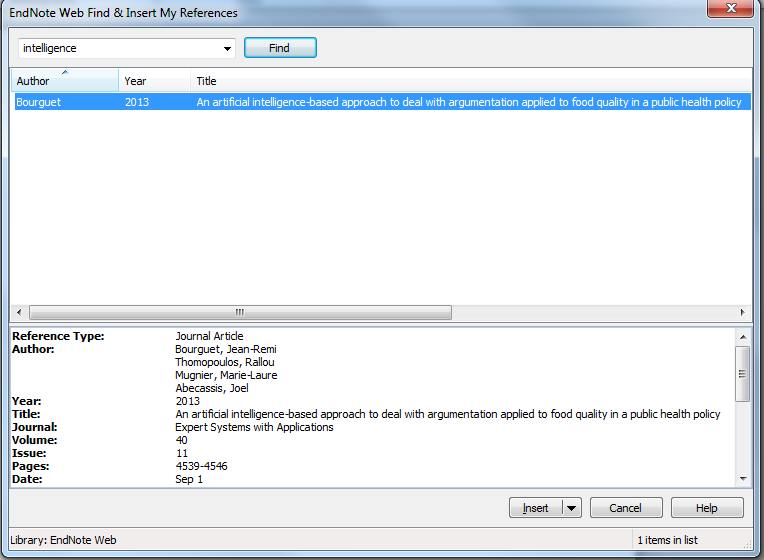 EndNote Web Find & Insert My References
intelligence Find
Author Year Title
Bourguet 2013 An artificial intelligence-based approach to deal with argumentation applied to food quality in a public health policy
Reference Type: Journal Article
Author: Bourguet, Jean-Remi
Thomopoulos, Rallou
Mugnier, Marie-Laure
Abecassis, Joel
Year: 2013
Title: An artificial intelligence-based approach to deal with argumentation applied to food quality in a public health policy
Journal: Expert Systems with Applications
Volume: 40
Issue: 11
Pages: 4539-4546
Date: Sep 1
Insert Cancel Help
Library: EndNote Web 1 items in list